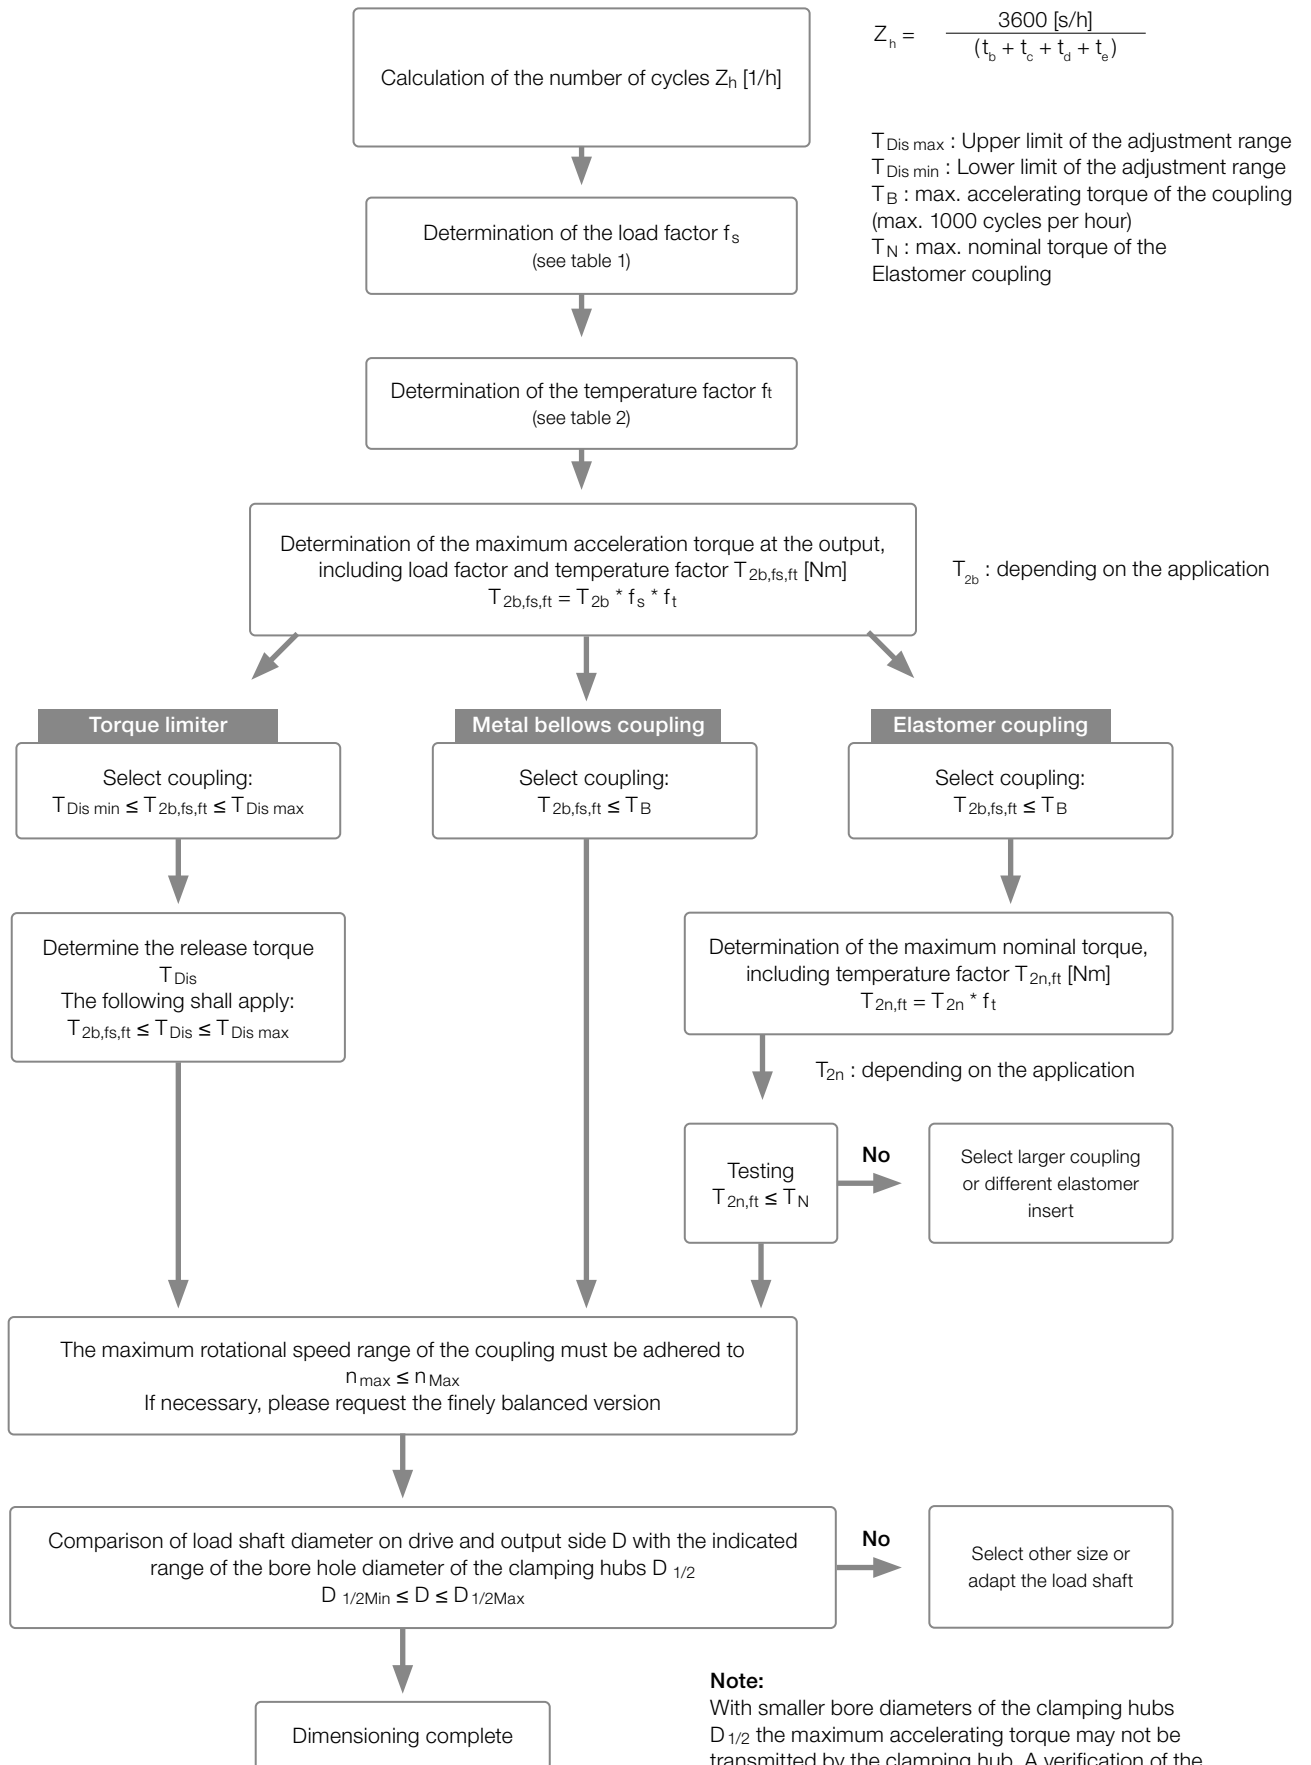 Z_h = 3600 [s/h] / (t_b + t_c + t_d + t_e)
Calculation of the number of cycles Z_h [1/h]
T_Dis max : Upper limit of the adjustment range
T_Dis min : Lower limit of the adjustment range
T_B : max. accelerating torque of the coupling
(max. 1000 cycles per hour)
T_N : max. nominal torque of the
Elastomer coupling
Determination of the load factor f_s
(see table 1)
Determination of the temperature factor f_t
(see table 2)
Determination of the maximum acceleration torque at the output,
including load factor and temperature factor T_2b,fs,ft [Nm]
T_2b,fs,ft = T_2b * f_s * f_t
T_2b : depending on the application
Torque limiter
Select coupling:
T_Dis min ≤ T_2b,fs,ft ≤ T_Dis max
Metal bellows coupling
Select coupling:
T_2b,fs,ft ≤ T_B
Elastomer coupling
Select coupling:
T_2b,fs,ft ≤ T_B
Determine the release torque
T_Dis
The following shall apply:
T_2b,fs,ft ≤ T_Dis ≤ T_Dis max
Determination of the maximum nominal torque,
including temperature factor T_2n,ft [Nm]
T_2n,ft = T_2n * f_t
T_2n : depending on the application
Testing
T_2n,ft ≤ T_N
No
Select larger coupling
or different elastomer
insert
The maximum rotational speed range of the coupling must be adhered to
n_max ≤ n_Max
If necessary, please request the finely balanced version
Comparison of load shaft diameter on drive and output side D with the indicated
range of the bore hole diameter of the clamping hubs D_1/2
D_1/2Min ≤ D ≤ D_1/2Max
No
Select other size or
adapt the load shaft
Dimensioning complete
Note:
With smaller bore diameters of the clamping hubs
D_1/2 the maximum accelerating torque may not be
transmitted by the clamping hub. A verification of the